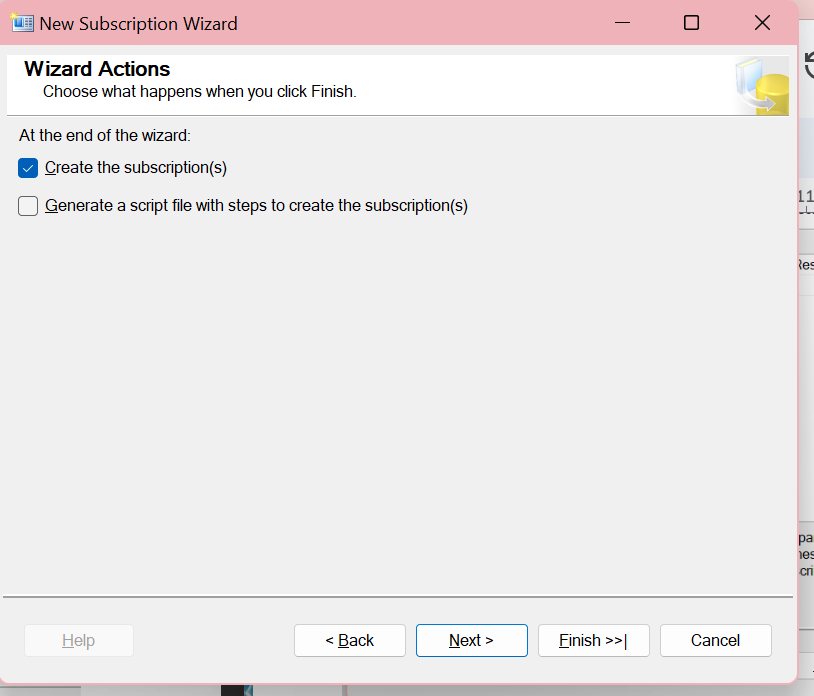 New Subscription Wizard
Wizard Actions
Choose what happens when you click Finish.
At the end of the wizard:
Create the subscription(s)
Generate a script file with steps to create the subscription(s)
Help
< Back
Next >
Finish >>|
Cancel